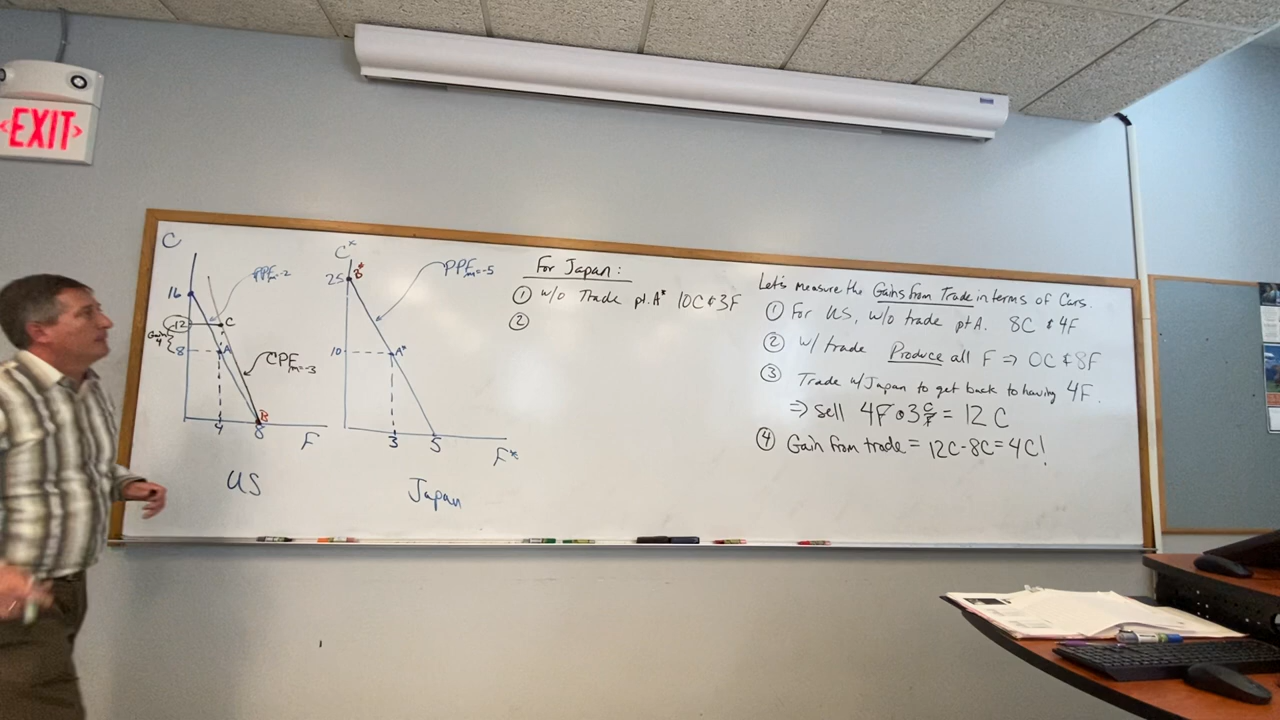 EXIT
C
16
12
Gain
4
8
4
8
F
PPF m=-2
C
A
CPF m=-3
B
US
C*
25
B*
PPF m=-5
10
A*
3
5
F*
Japan
For Japan:
① w/o Trade pt. A* 10C & 3F
②
Let's measure the Gains from Trade in terms of Cars.
① For US, w/o trade pt A. 8C & 4F
② w/ trade Produce all F ⇒ 0C & 8F
③ Trade w/Japan to get back to having 4F.
⇒ sell 4F • 3 C/F = 12 C
④ Gain from trade = 12C - 8C = 4C!